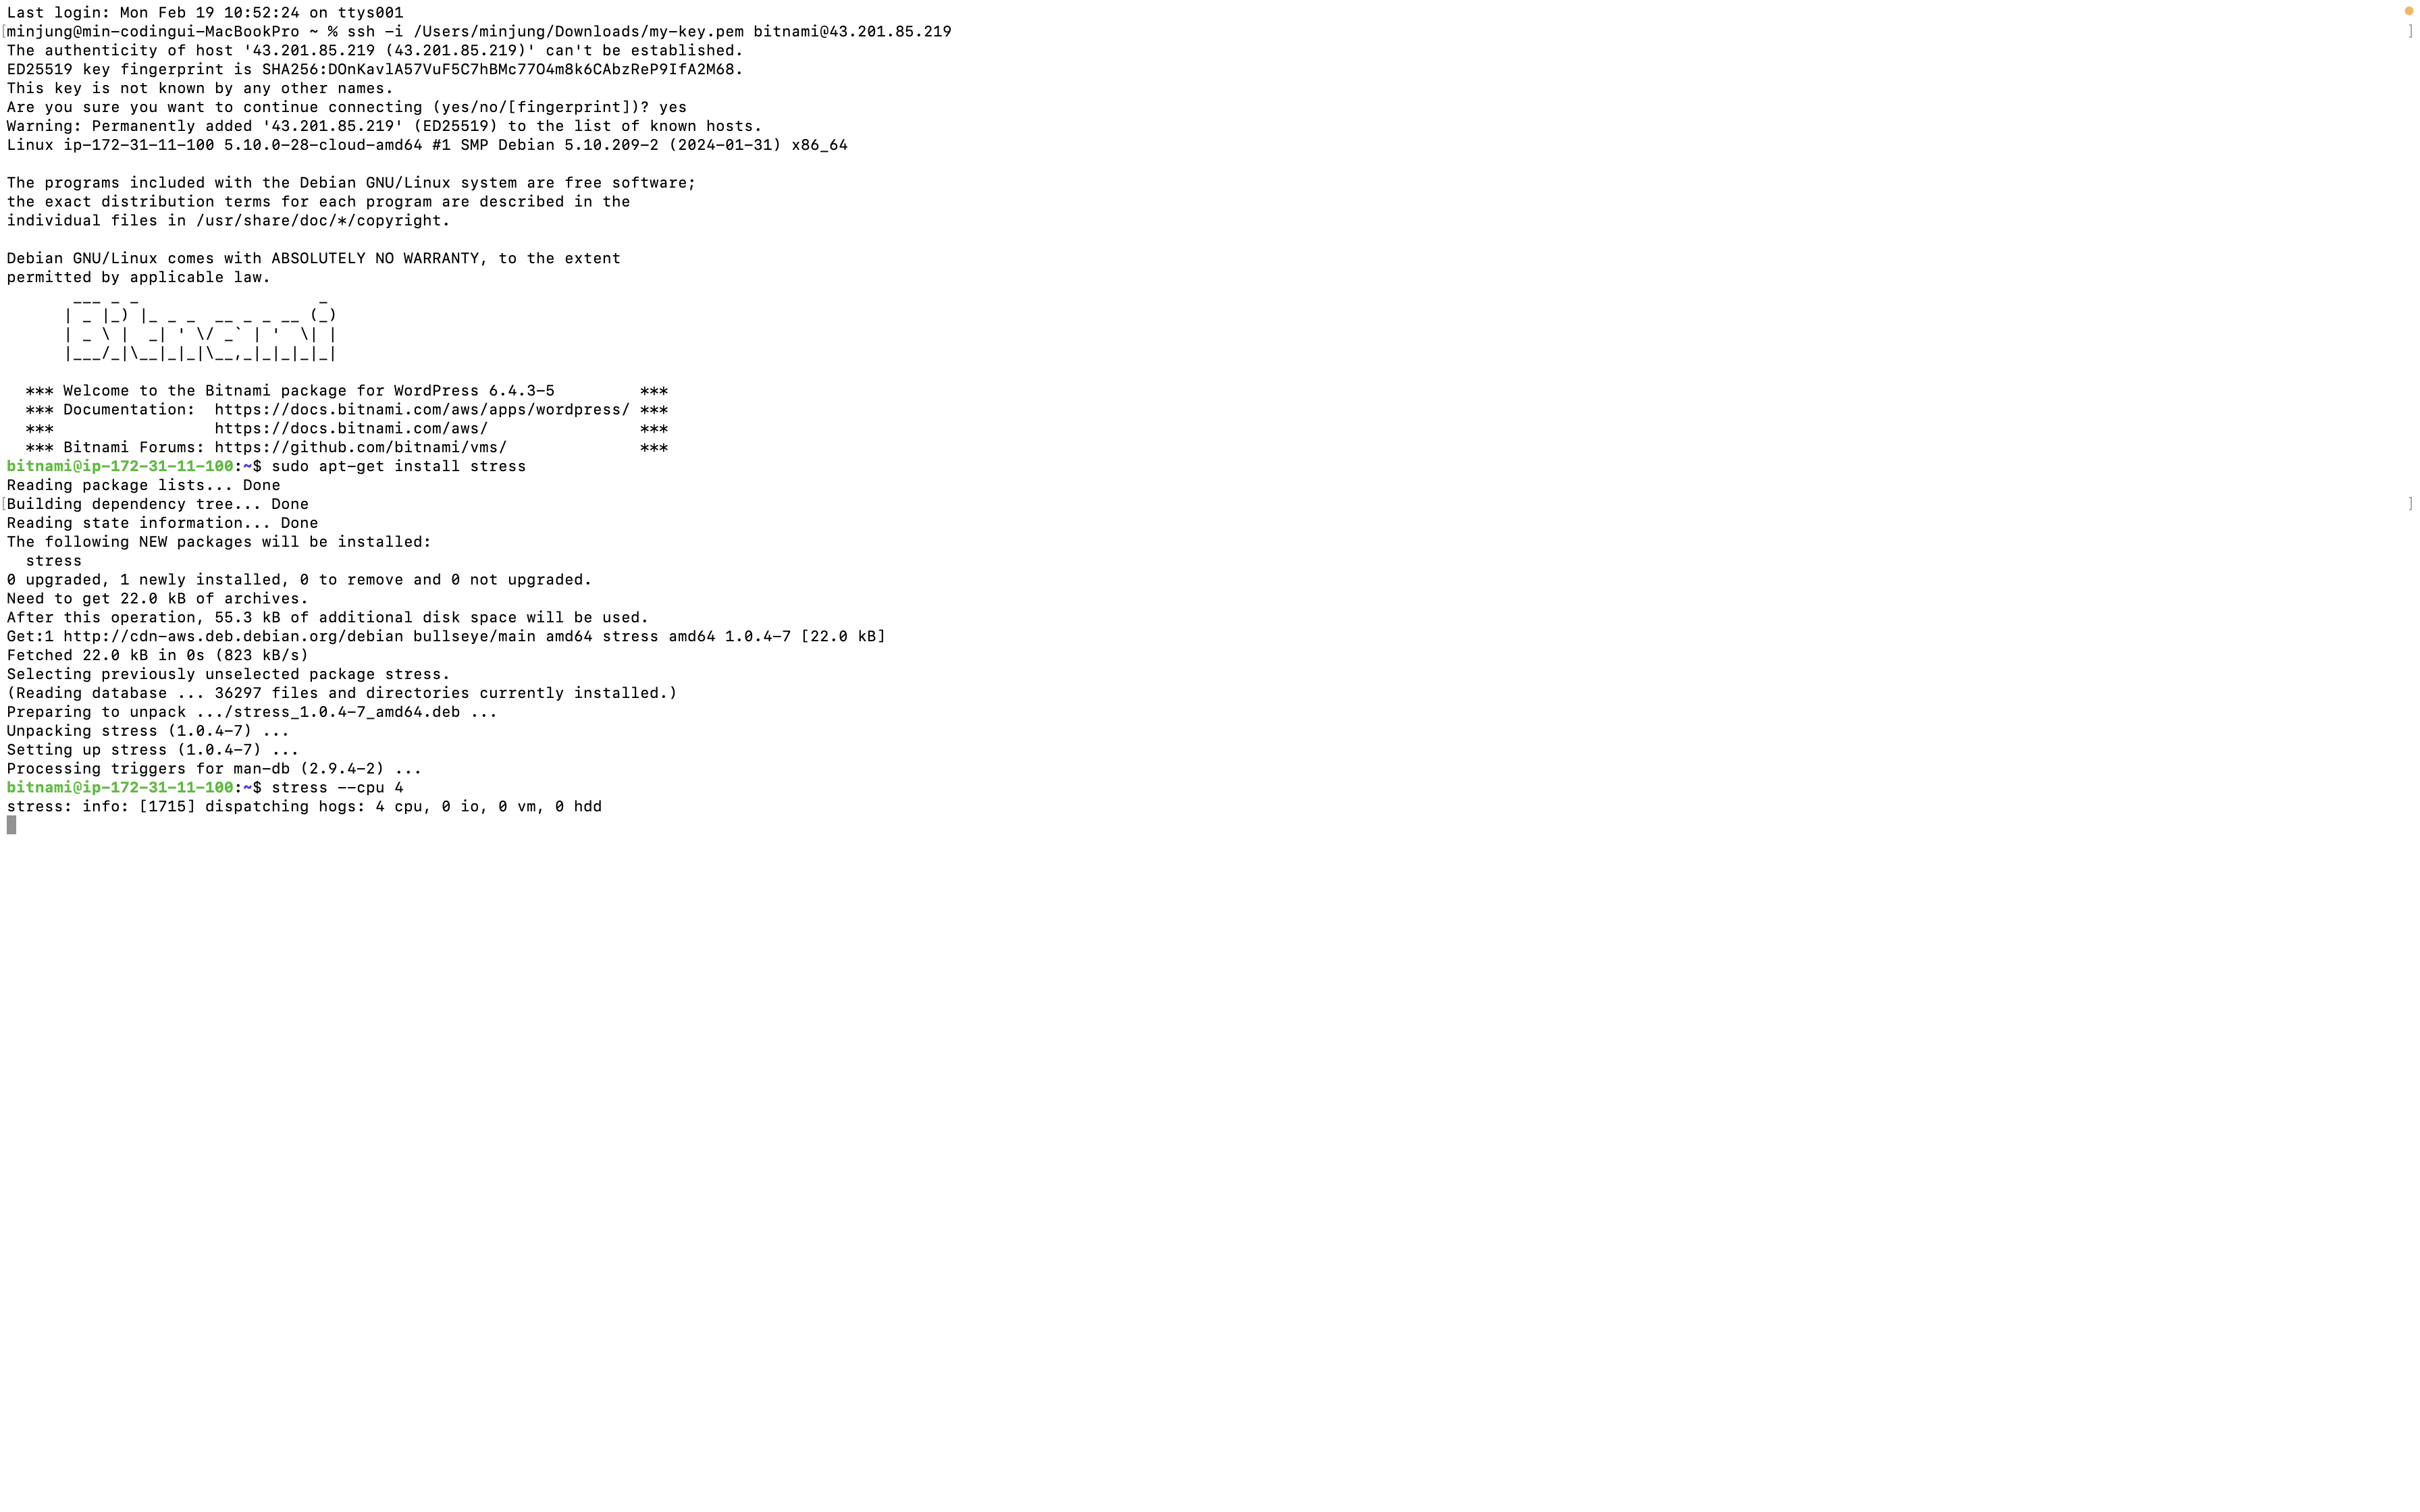 Last login: Mon Feb 19 10:52:24 on ttys001
[minjung@min-codingui-MacBookPro ~ % ssh -i /Users/minjung/Downloads/my-key.pem bitnami@43.201.85.219 ]
The authenticity of host '43.201.85.219 (43.201.85.219)' can't be established.
ED25519 key fingerprint is SHA256:DOnKavlA57VuF5C7hBMc77O4m8k6CAbzReP9IfA2M68.
This key is not known by any other names.
Are you sure you want to continue connecting (yes/no/[fingerprint])? yes
Warning: Permanently added '43.201.85.219' (ED25519) to the list of known hosts.
Linux ip-172-31-11-100 5.10.0-28-cloud-amd64 #1 SMP Debian 5.10.209-2 (2024-01-31) x86_64

The programs included with the Debian GNU/Linux system are free software;
the exact distribution terms for each program are described in the
individual files in /usr/share/doc/*/copyright.

Debian GNU/Linux comes with ABSOLUTELY NO WARRANTY, to the extent
permitted by applicable law.
       ___ _ _                   _
      | _ |_) |_ _ _  __ _ _ __ (_)
      | _ \ |  _| ' \/ _` | '  \| |
      |___/_|\__|_|_|\__,_|_|_|_|_|

  *** Welcome to the Bitnami package for WordPress 6.4.3-5         ***
  *** Documentation:  https://docs.bitnami.com/aws/apps/wordpress/ ***
  ***                 https://docs.bitnami.com/aws/                ***
  *** Bitnami Forums: https://github.com/bitnami/vms/              ***
bitnami@ip-172-31-11-100:~$ sudo apt-get install stress
Reading package lists... Done
[Building dependency tree... Done ]
Reading state information... Done
The following NEW packages will be installed:
  stress
0 upgraded, 1 newly installed, 0 to remove and 0 not upgraded.
Need to get 22.0 kB of archives.
After this operation, 55.3 kB of additional disk space will be used.
Get:1 http://cdn-aws.deb.debian.org/debian bullseye/main amd64 stress amd64 1.0.4-7 [22.0 kB]
Fetched 22.0 kB in 0s (823 kB/s)
Selecting previously unselected package stress.
(Reading database ... 36297 files and directories currently installed.)
Preparing to unpack .../stress_1.0.4-7_amd64.deb ...
Unpacking stress (1.0.4-7) ...
Setting up stress (1.0.4-7) ...
Processing triggers for man-db (2.9.4-2) ...
bitnami@ip-172-31-11-100:~$ stress --cpu 4
stress: info: [1715] dispatching hogs: 4 cpu, 0 io, 0 vm, 0 hdd